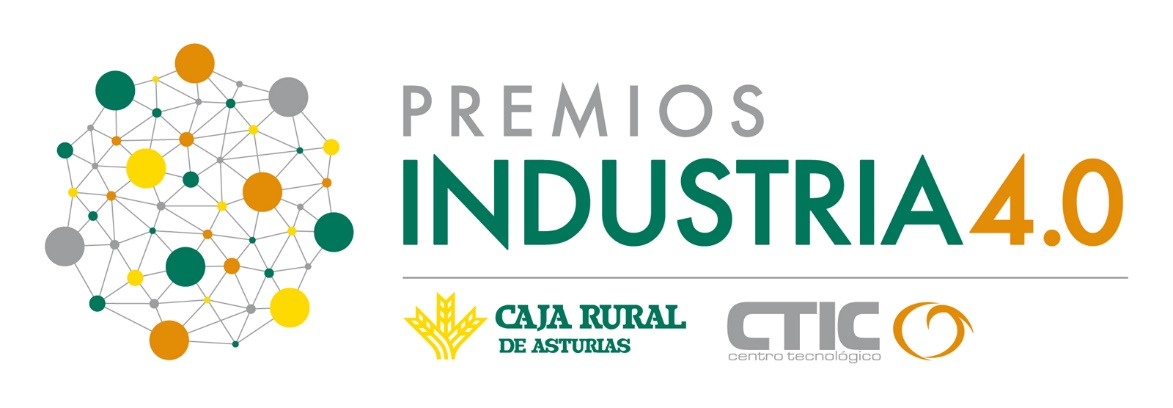 PREMIOS
INDUSTRIA 4.0
CAJA RURAL
DE ASTURIAS
CTIC
centro tecnológico